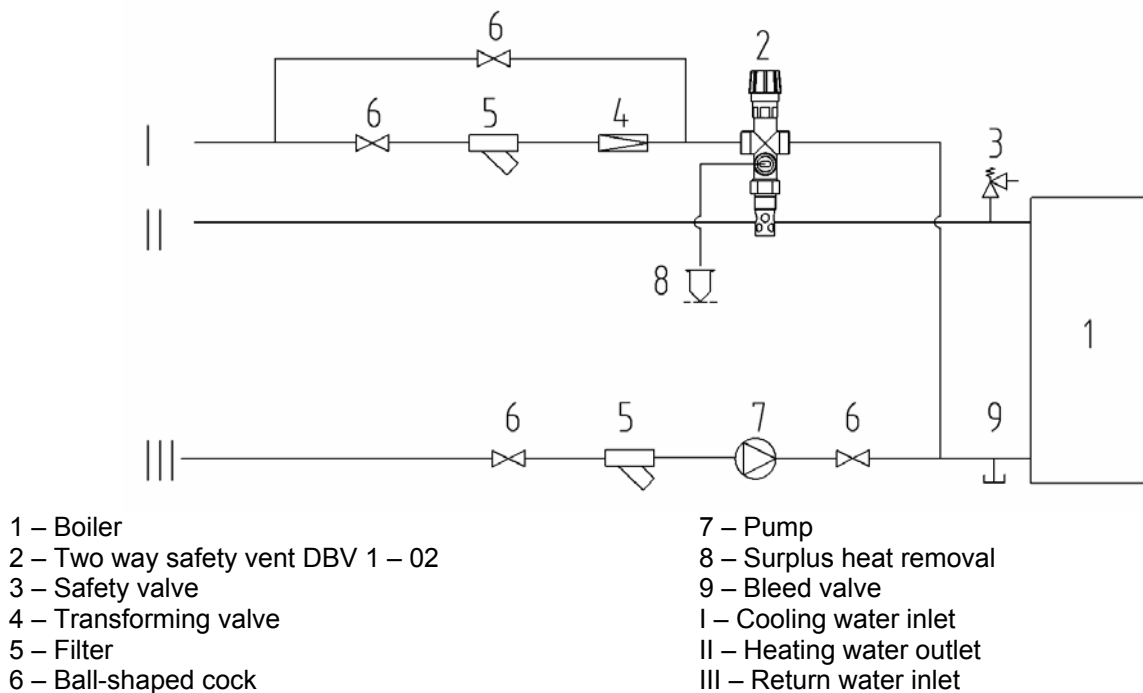 6
2
6
5
4
3
I
II
8
1
6
5
7
6
9
III
1 – Boiler
2 – Two way safety vent DBV 1 – 02
3 – Safety valve
4 – Transforming valve
5 – Filter
6 – Ball-shaped cock
7 – Pump
8 – Surplus heat removal
9 – Bleed valve
I – Cooling water inlet
II – Heating water outlet
III – Return water inlet